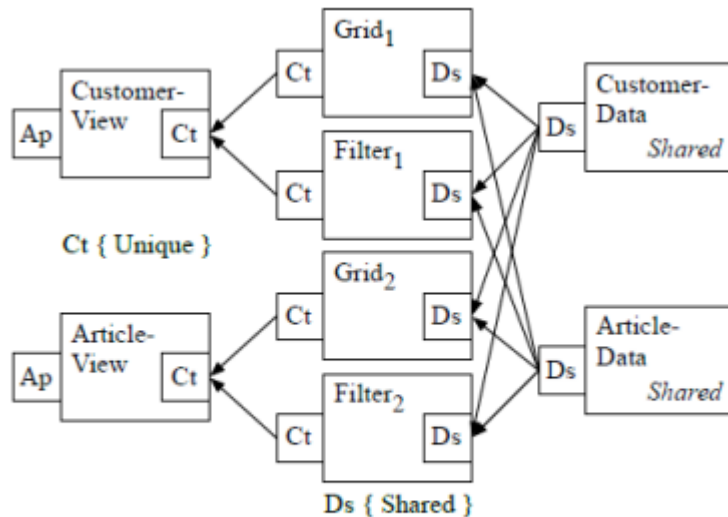 Grid1
Ct
Ds
Customer-
View
Ap
Ct
Customer-
Data
Ds
Shared
Filter1
Ct
Ds
Ct { Unique }
Grid2
Ct
Ds
Article-
View
Ap
Ct
Article-
Data
Ds
Shared
Filter2
Ct
Ds
Ds { Shared }